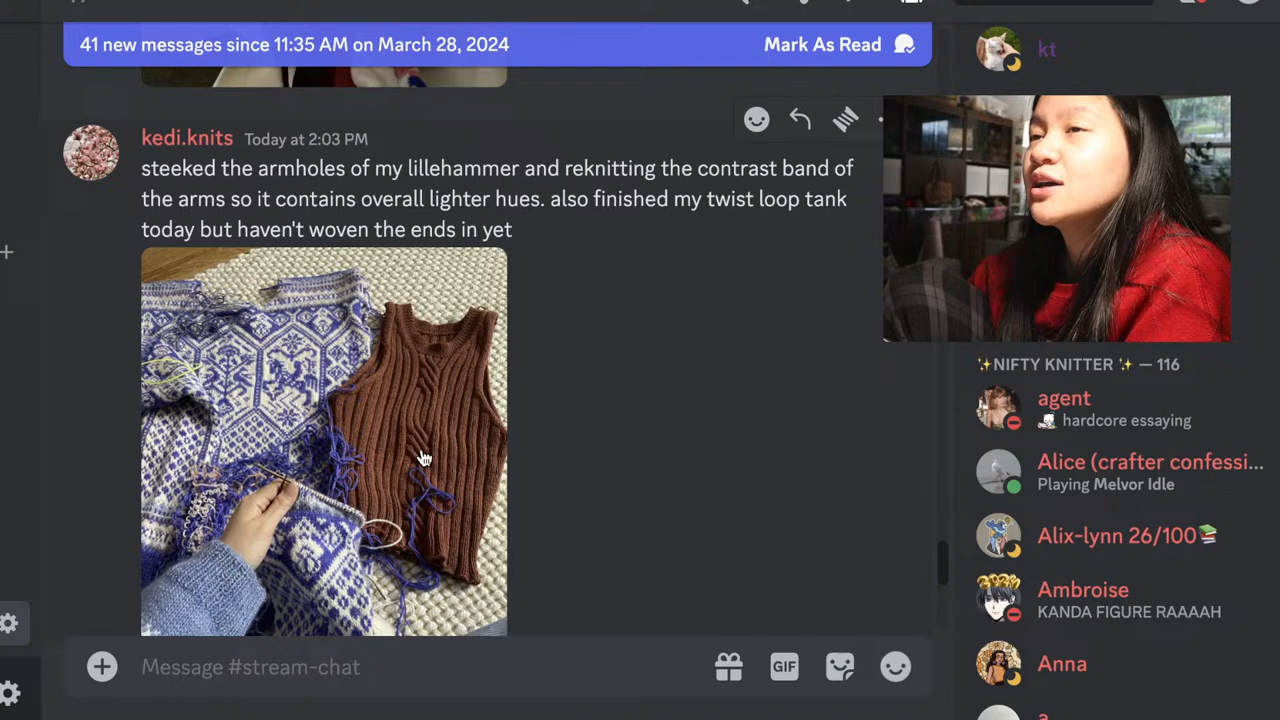 41 new messages since 11:35 AM on March 28, 2024
Mark As Read
kt
kedi.knits Today at 2:03 PM
steeked the armholes of my lillehammer and reknitting the contrast band of
the arms so it contains overall lighter hues. also finished my twist loop tank
today but haven't woven the ends in yet
✨NIFTY KNITTER ✨ — 116
agent
hardcore essaying
Alice (crafter confessi...
Playing Melvor Idle
Alix-lynn 26/100📚
Ambroise
KANDA FIGURE RAAAAH
Anna
Message #stream-chat
GIF